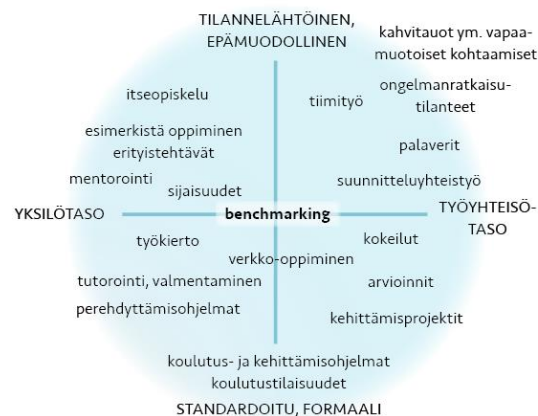 TILANNELÄHTÖINEN,
EPÄMUODOLLINEN
kahvitauot ym. vapaa-
muotoiset kohtaamiset
itseopiskelu
tiimityö
ongelmanratkaisu-
tilanteet
esimerkistä oppiminen
erityistehtävät
palaverit
mentorointi
sijaisuudet
suunnitteluyhteistyö
YKSILÖTASO
benchmarking
TYÖYHTEISÖ-
TASO
työkierto
kokeilut
verkko-oppiminen
tutorointi, valmentaminen
arvioinnit
perehdyttämisohjelmat
kehittämisprojektit
koulutus- ja kehittämisohjelmat
koulutustilaisuudet
STANDARDOITU, FORMAALI